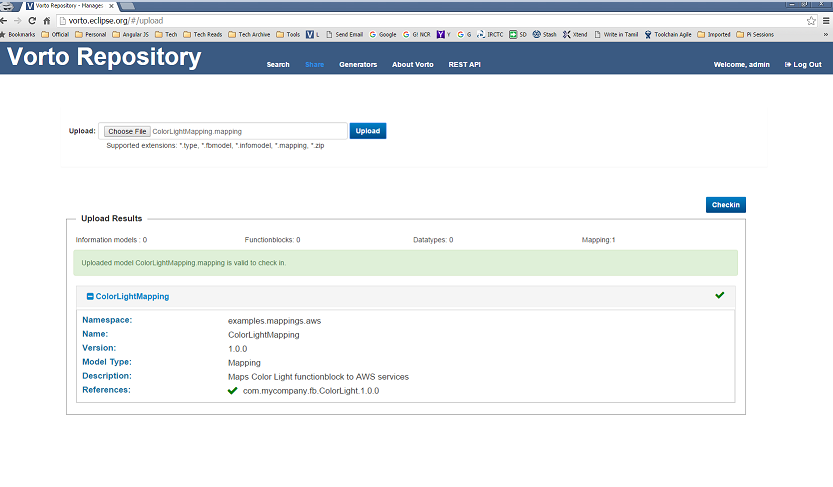 Vorto Repository - Manage
vorto.eclipse.org/#/upload
Bookmarks Official Personal Angular JS Tech Tech Reads Tech Archive Tools L Send Email Google G! NCR Y G IRCTC SD Stash Xtend Write in Tamil Toolchain Agile Imported Pi Sessions
Vorto Repository
Search Share Generators About Vorto REST API Welcome, admin Log Out
Upload: Choose File ColorLightMapping.mapping Upload
Supported extensions: *.type, *.fbmodel, *.infomodel, *.mapping, *.zip
Checkin
Upload Results
Information models : 0 Functionblocks: 0 Datatypes: 0 Mapping:1
Uploaded model ColorLightMapping.mapping is valid to check in.
ColorLightMapping
Namespace: examples.mappings.aws
Name: ColorLightMapping
Version: 1.0.0
Model Type: Mapping
Description: Maps Color Light functionblock to AWS services
References: com.mycompany.fb.ColorLight.1.0.0